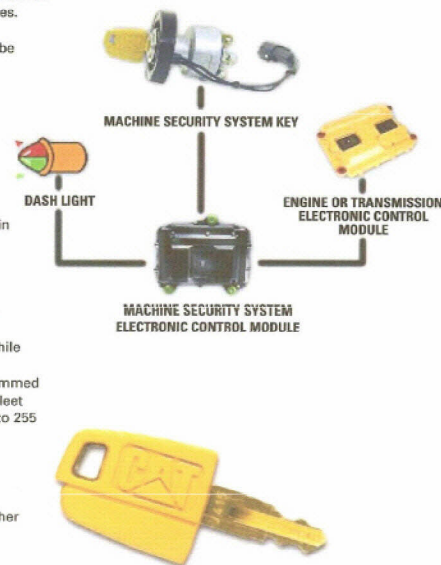 es.
be
MACHINE SECURITY SYSTEM KEY
DASH LIGHT
ENGINE OR TRANSMISSION
ELECTRONIC CONTROL
MODULE
in
MACHINE SECURITY SYSTEM
ELECTRONIC CONTROL MODULE
hile
mmed
leet
to 255
CAT
her